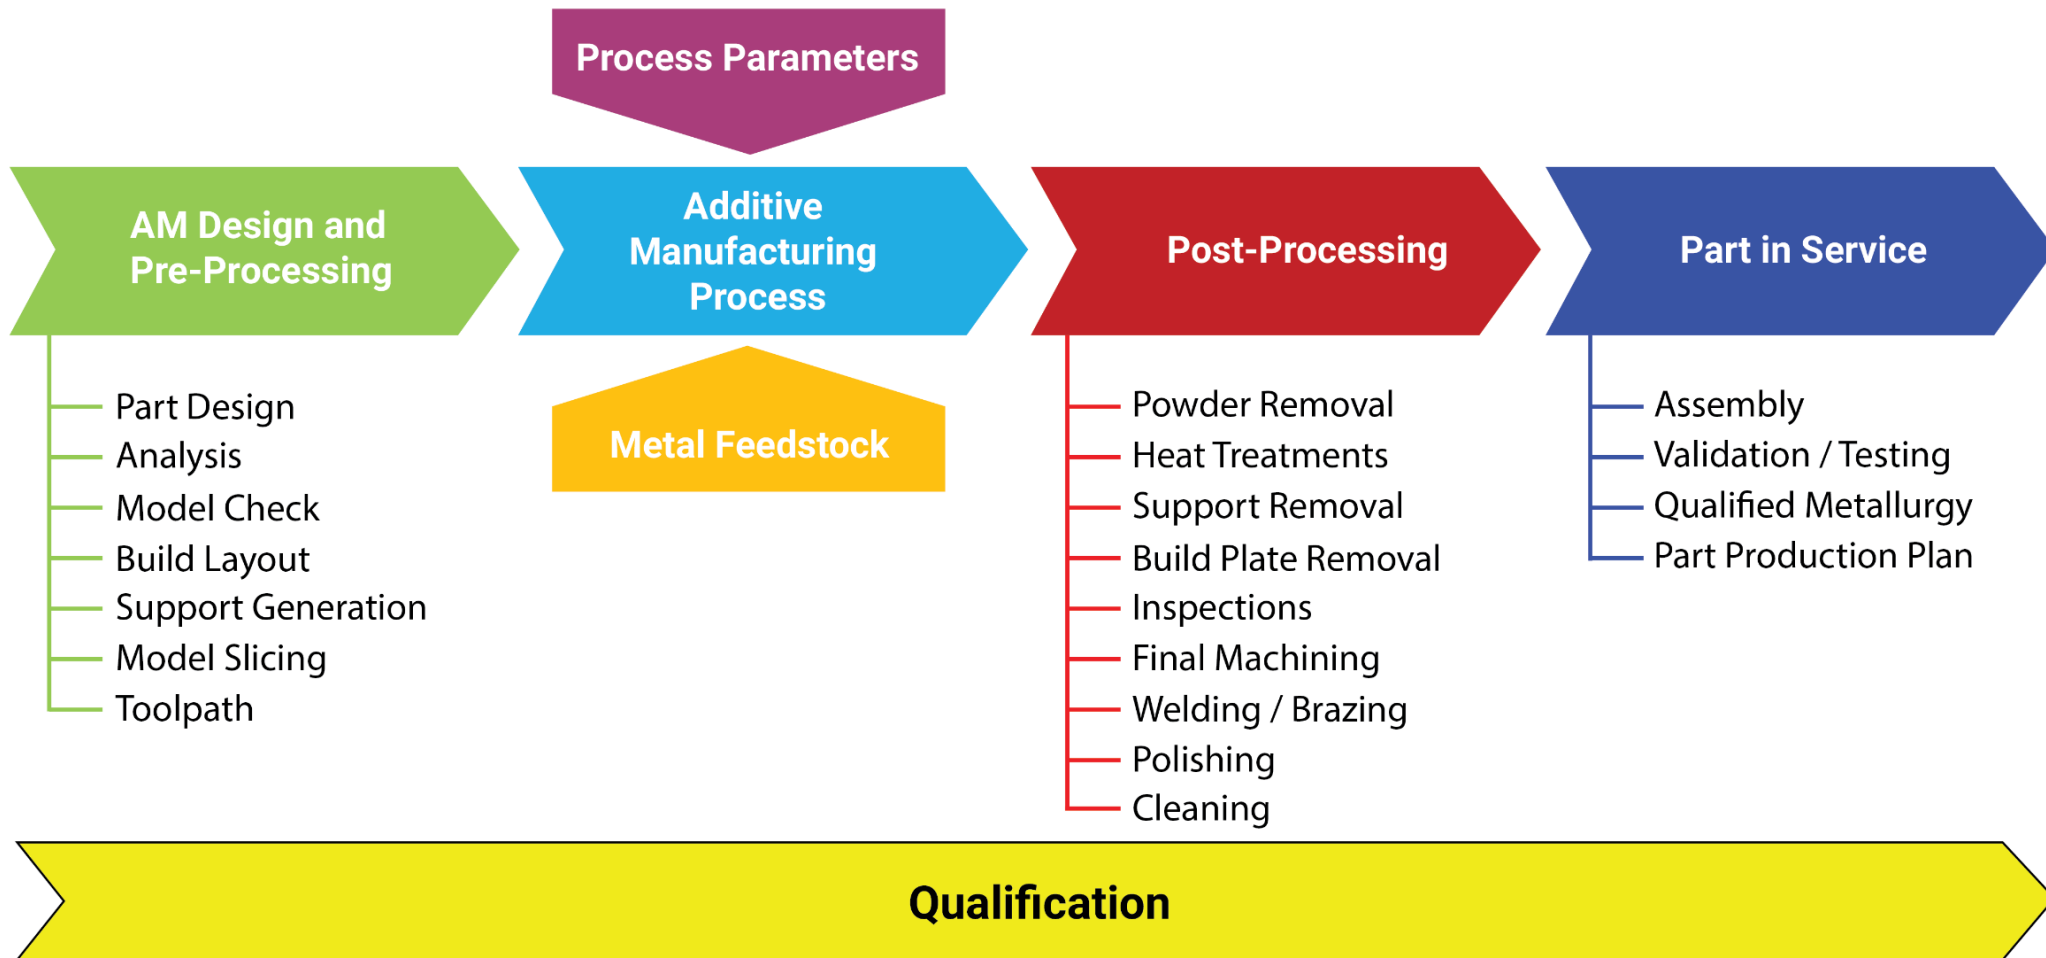 Process Parameters
AM Design and
Pre-Processing
Additive
Manufacturing
Process
Post-Processing
Part in Service
Metal Feedstock
Part Design
Analysis
Model Check
Build Layout
Support Generation
Model Slicing
Toolpath
Powder Removal
Heat Treatments
Support Removal
Build Plate Removal
Inspections
Final Machining
Welding / Brazing
Polishing
Cleaning
Assembly
Validation / Testing
Qualified Metallurgy
Part Production Plan
Qualification